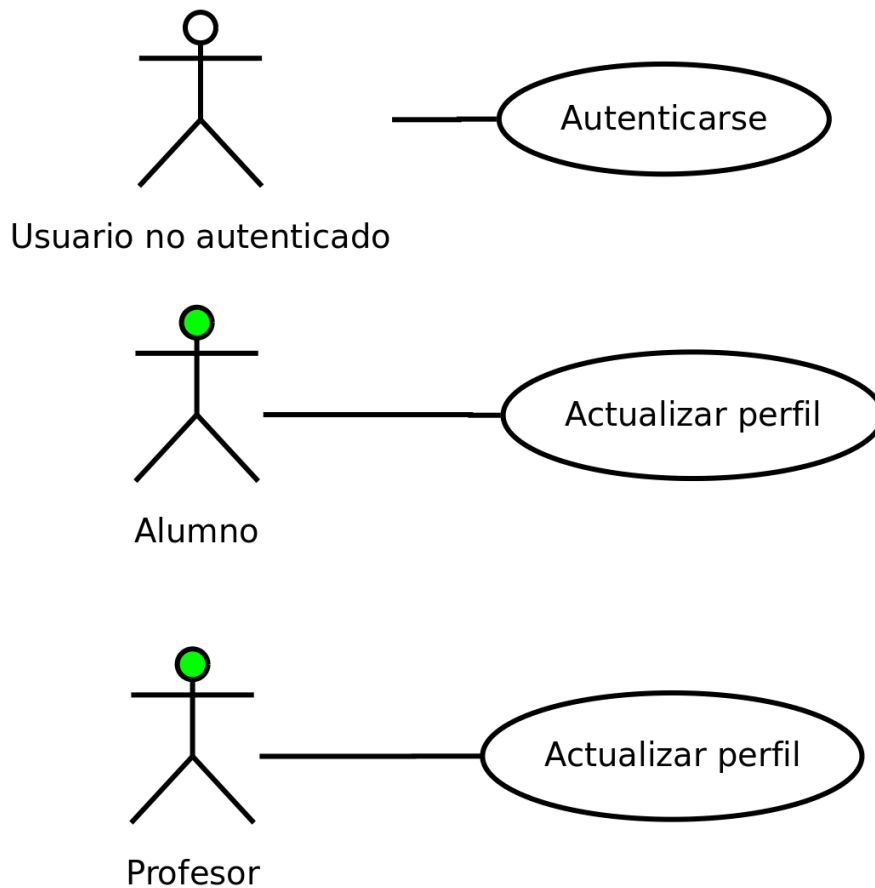 Autenticarse
Usuario no autenticado
Actualizar perfil
Alumno
Actualizar perfil
Profesor